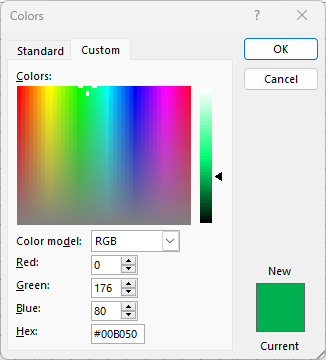 Colors
?
Standard
Custom
OK
Cancel
Colors:
Color model: RGB
Red: 0
Green: 176
Blue: 80
Hex: #00B050
New
Current